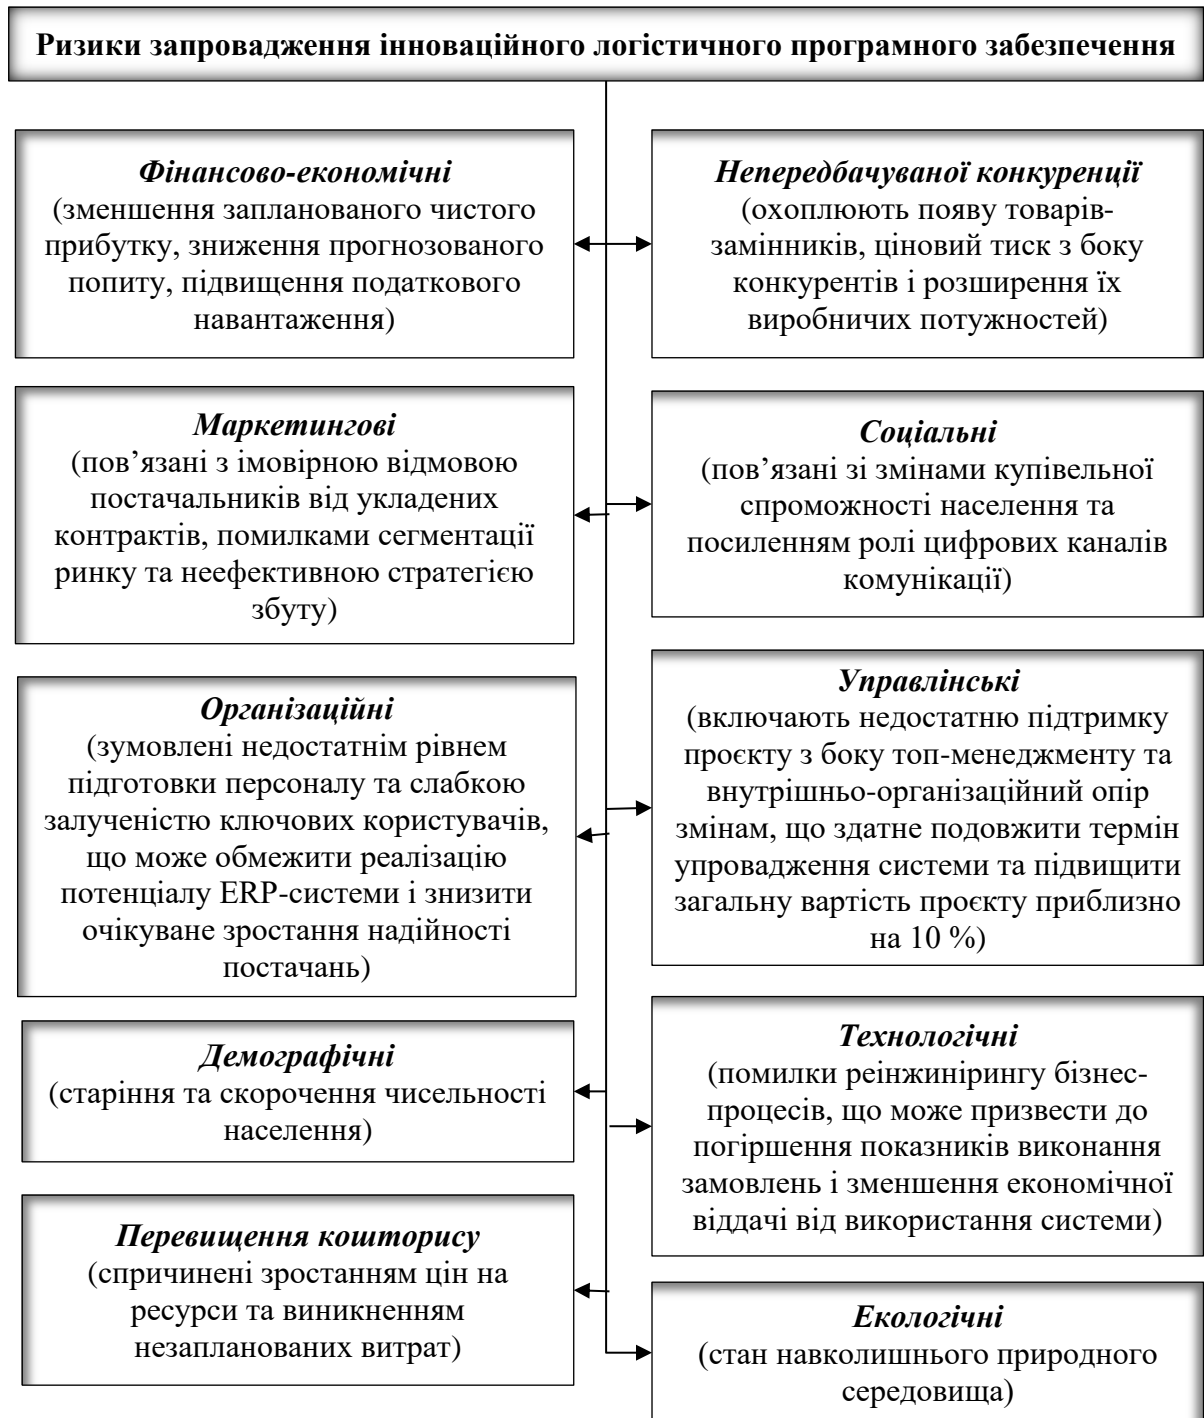 Ризики запровадження інноваційного логістичного програмного забезпечення
Фінансово-економічні
(зменшення запланованого чистого
прибутку, зниження прогнозованого
попиту, підвищення податкового
навантаження)
Непередбачуваної конкуренції
(охоплюють появу товарів-
замінників, ціновий тиск з боку
конкурентів і розширення їх
виробничих потужностей)
Маркетингові
(пов’язані з імовірною відмовою
постачальників від укладених
контрактів, помилками сегментації
ринку та неефективною стратегією
збуту)
Соціальні
(пов’язані зі змінами купівельної
спроможності населення та
посиленням ролі цифрових каналів
комунікації)
Організаційні
(зумовлені недостатнім рівнем
підготовки персоналу та слабкою
залученістю ключових користувачів,
що може обмежити реалізацію
потенціалу ERP-системи і знизити
очікуване зростання надійності
постачань)
Управлінські
(включають недостатню підтримку
проєкту з боку топ-менеджменту та
внутрішньо-організаційний опір
змінам, що здатне подовжити термін
упровадження системи та підвищити
загальну вартість проєкту приблизно
на 10 %)
Демографічні
(старіння та скорочення чисельності
населення)
Технологічні
(помилки реінжинірингу бізнес-
процесів, що може призвести до
погіршення показників виконання
замовлень і зменшення економічної
віддачі від використання системи)
Перевищення кошторису
(спричинені зростанням цін на
ресурси та виникненням
незапланованих витрат)
Екологічні
(стан навколишнього природного
середовища)